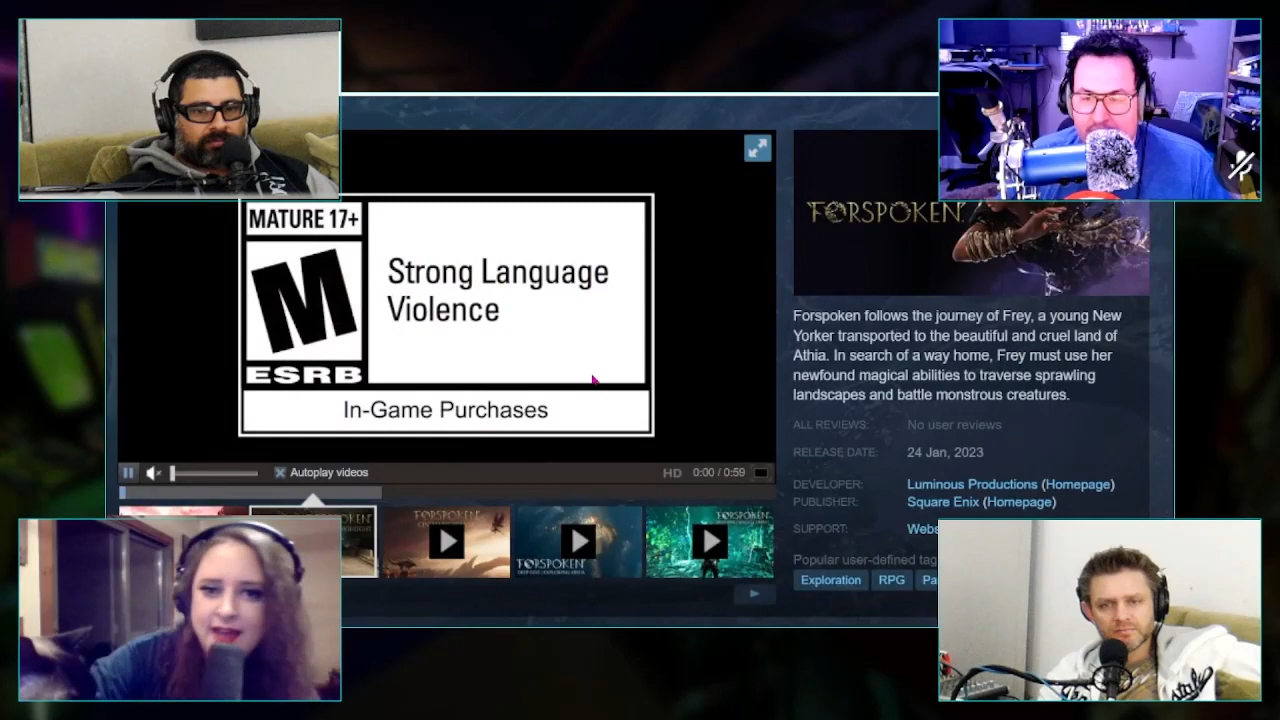 MATURE 17+
M
ESRB
Strong Language
Violence
In-Game Purchases
Autoplay videos
HD
0:00 / 0:59
FORSPOKEN
FORSPOKEN
FORSPOKEN
FORSPOKEN
Forspoken follows the journey of Frey, a young New
Yorker transported to the beautiful and cruel land of
Athia. In search of a way home, Frey must use her
newfound magical abilities to traverse sprawling
landscapes and battle monstrous creatures.
ALL REVIEWS: No user reviews
RELEASE DATE: 24 Jan, 2023
DEVELOPER: Luminous Productions (Homepage)
PUBLISHER: Square Enix (Homepage)
SUPPORT: Webs
Popular user-defined tag
Exploration RPG Pa